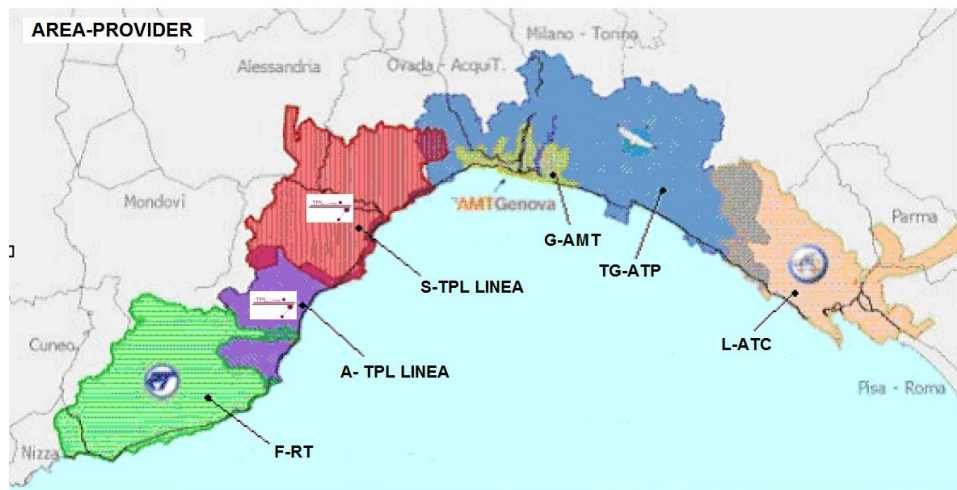 AREA-PROVIDER
Milano - Torino
Alessandria
Ovada - AcquiT.
Mondovi
AMTGenova
Parma
G-AMT
TG-ATP
S-TPL LINEA
L-ATC
Cuneo
A- TPL LINEA
Pisa - Roma
F-RT
Nizza